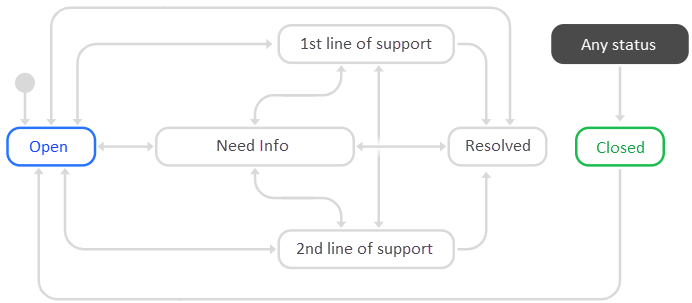 1st line of support
Any status
Open
Need Info
Resolved
Closed
2nd line of support